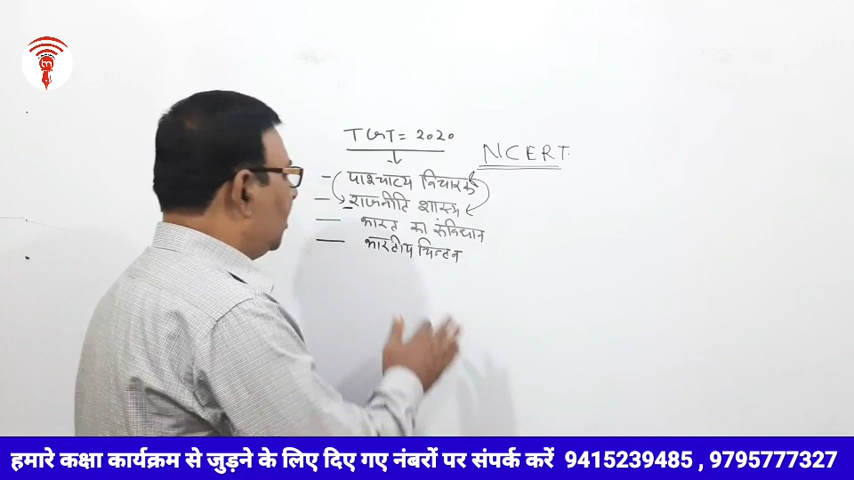 TGT = 2020
NCERT.
पाश्चात्य विचारक
राजनीति शास्त्र
भारत का संविधान
भारतीय चिन्तन
हमारे कक्षा कार्यक्रम से जुड़ने के लिए दिए गए नंबरों पर संपर्क करें 9415239485 , 9795777327